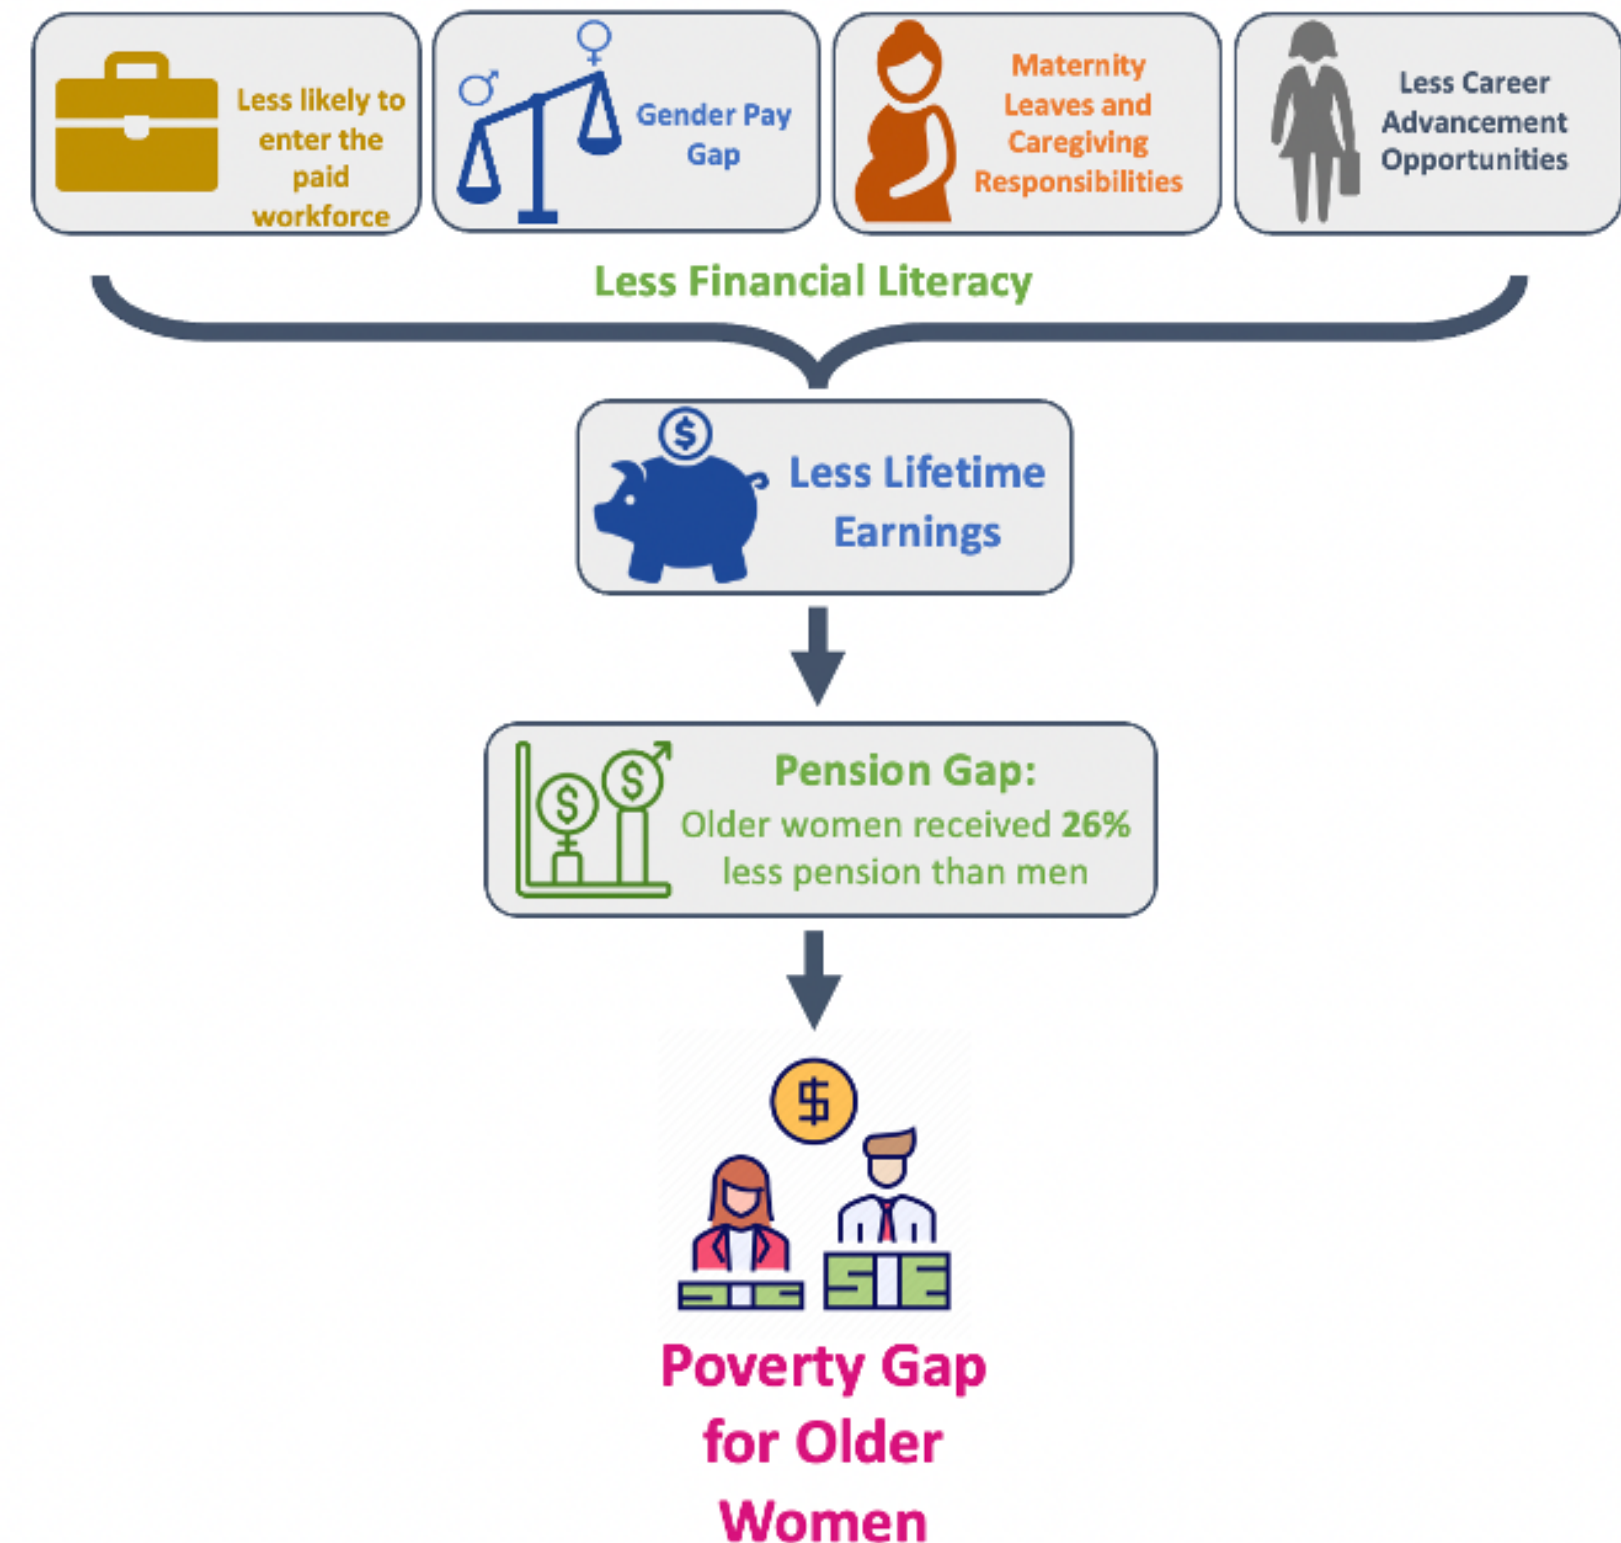 Less likely to
enter the
paid
workforce
Gender Pay
Gap
Maternity
Leaves and
Caregiving
Responsibilities
Less Career
Advancement
Opportunities
Less Financial Literacy
$
Less Lifetime
Earnings
$
$
Pension Gap:
Older women received 26%
less pension than men
$
Poverty Gap
for Older
Women